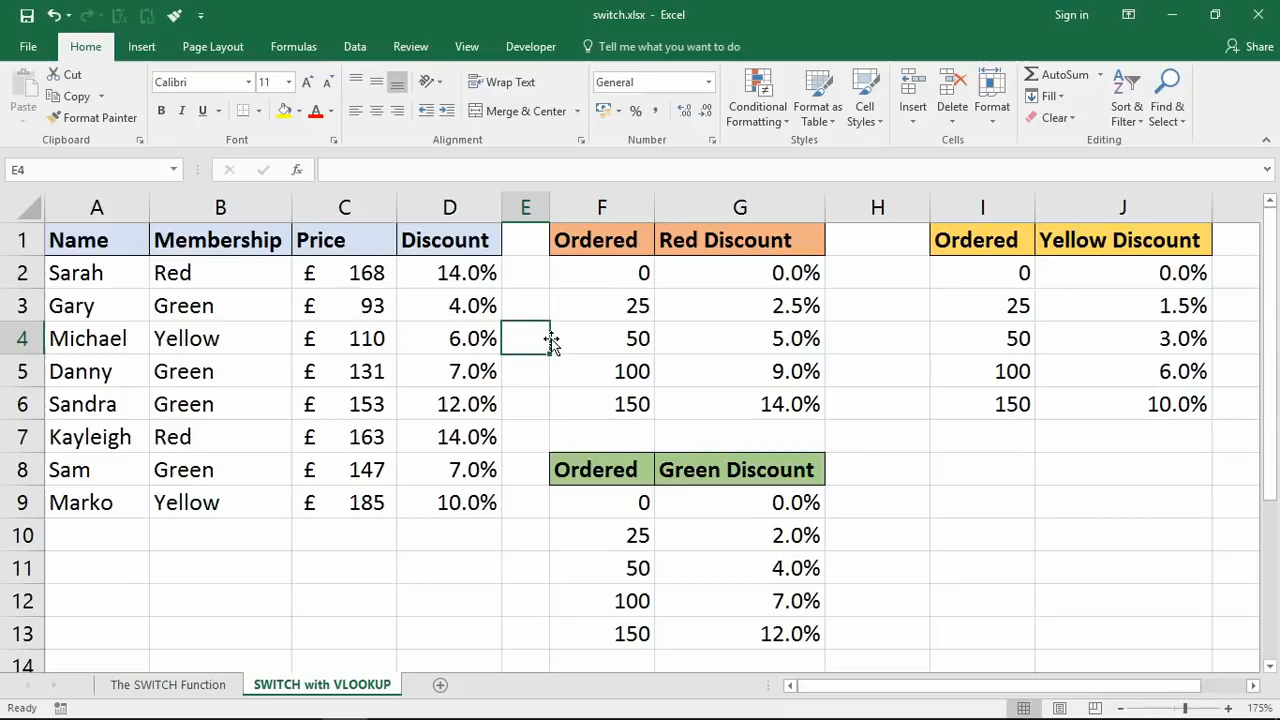 switch.xlsx - Excel
Sign in
File Home Insert Page Layout Formulas Data Review View Developer Tell me what you want to do Share
Paste
Cut
Copy
Format Painter
Clipboard
Calibri 11
B I U
Font
Wrap Text
Merge & Center
Alignment
General
%
Number
Conditional Formatting
Format as Table
Cell Styles
Styles
Insert
Delete
Format
Cells
AutoSum
Fill
Clear
Sort & Filter
Find & Select
Editing
E4
fx
A B C D E F G H I J
1 Name Membership Price Discount Ordered Red Discount Ordered Yellow Discount
2 Sarah Red £ 168 14.0% 0 0.0% 0 0.0%
3 Gary Green £ 93 4.0% 25 2.5% 25 1.5%
4 Michael Yellow £ 110 6.0% 50 5.0% 50 3.0%
5 Danny Green £ 131 7.0% 100 9.0% 100 6.0%
6 Sandra Green £ 153 12.0% 150 14.0% 150 10.0%
7 Kayleigh Red £ 163 14.0%
8 Sam Green £ 147 7.0% Ordered Green Discount
9 Marko Yellow £ 185 10.0% 0 0.0%
10 25 2.0%
11 50 4.0%
12 100 7.0%
13 150 12.0%
14
The SWITCH Function SWITCH with VLOOKUP
Ready
175%